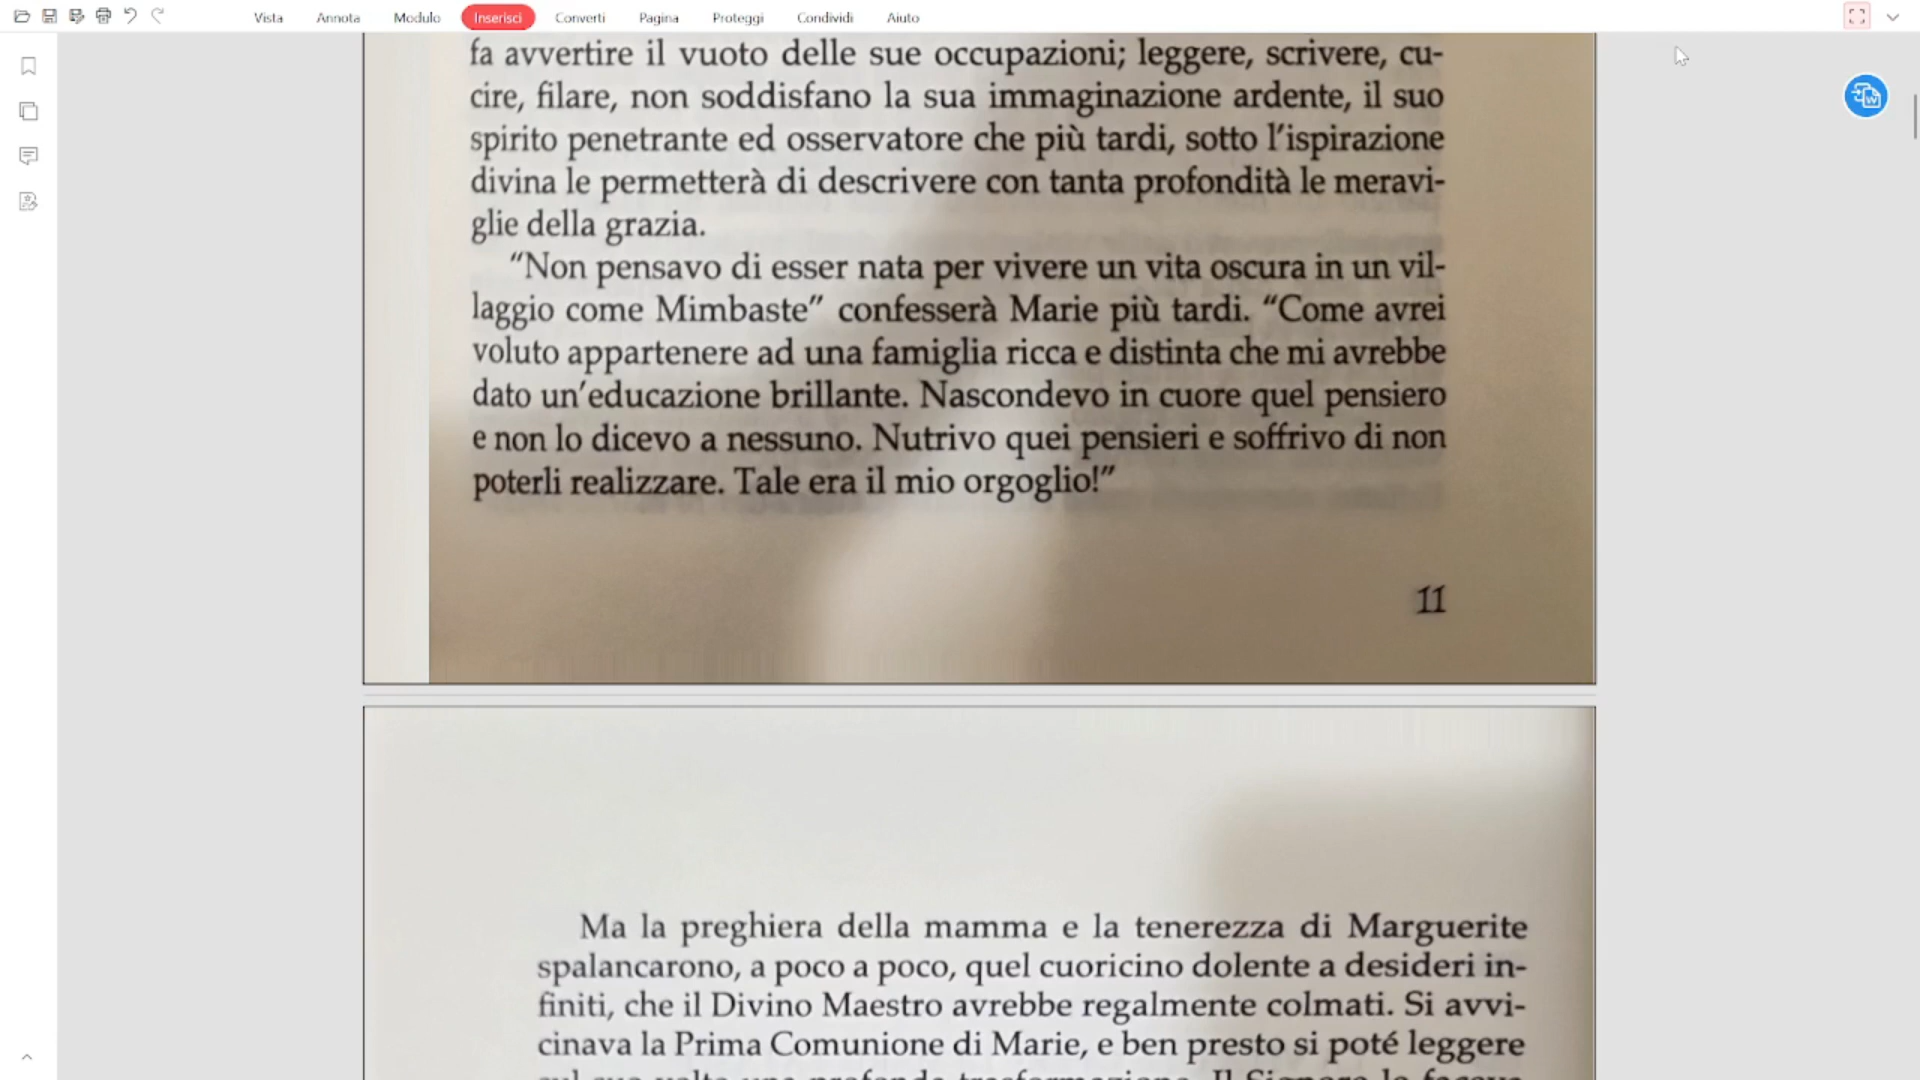 Vista Annota Modulo Inserisci Converti Pagina Proteggi Condividi Aiuto
fa avvertire il vuoto delle sue occupazioni; leggere, scrivere, cu-
cire, filare, non soddisfano la sua immaginazione ardente, il suo
spirito penetrante ed osservatore che più tardi, sotto l'ispirazione
divina le permetterà di descrivere con tanta profondità le meravi-
glie della grazia.
“Non pensavo di esser nata per vivere un vita oscura in un vil-
laggio come Mimbaste” confesserà Marie più tardi. “Come avrei
voluto appartenere ad una famiglia ricca e distinta che mi avrebbe
dato un'educazione brillante. Nascondevo in cuore quel pensiero
e non lo dicevo a nessuno. Nutrivo quei pensieri e soffrivo di non
poterli realizzare. Tale era il mio orgoglio!”
11
Ma la preghiera della mamma e la tenerezza di Marguerite
spalancarono, a poco a poco, quel cuoricino dolente a desideri in-
finiti, che il Divino Maestro avrebbe regalmente colmati. Si avvi-
cinava la Prima Comunione di Marie, e ben presto si poté leggere